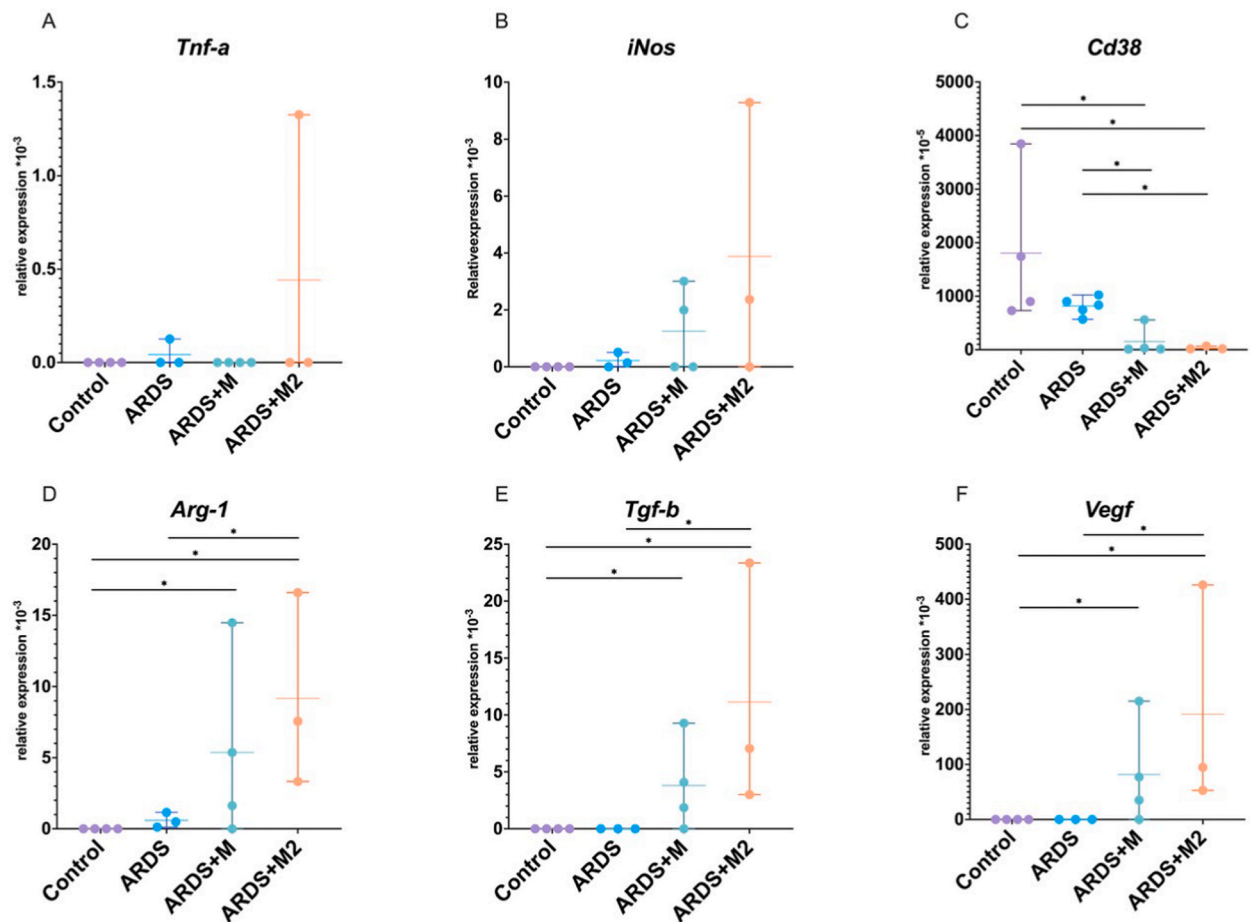 A
Tnf-a
relative expression *10-3
1.5
1.0
0.5
0.0
Control
ARDS
ARDS+M
ARDS+M2
B
iNos
Relativeexpression *10-3
10
8
6
4
2
0
Control
ARDS
ARDS+M
ARDS+M2
C
Cd38
relative expression *10-5
5000
4000
3000
2000
1000
0
*
*
*
*
Control
ARDS
ARDS+M
ARDS+M2
D
Arg-1
relative expression *10-3
20
15
10
5
0
*
*
*
Control
ARDS
ARDS+M
ARDS+M2
E
Tgf-b
relative expression *10-3
25
20
15
10
5
0
*
*
*
Control
ARDS
ARDS+M
ARDS+M2
F
Vegf
relative expression *10-3
500
400
300
200
100
0
*
*
*
Control
ARDS
ARDS+M
ARDS+M2